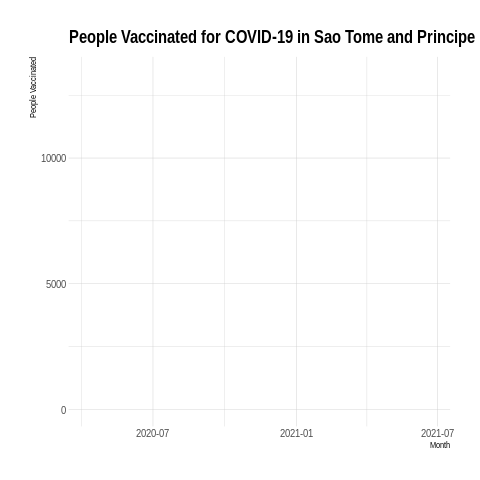 People Vaccinated for COVID-19 in Sao Tome and Principe
People Vaccinated
10000
5000
0
2020-07 2021-01 2021-07
Month